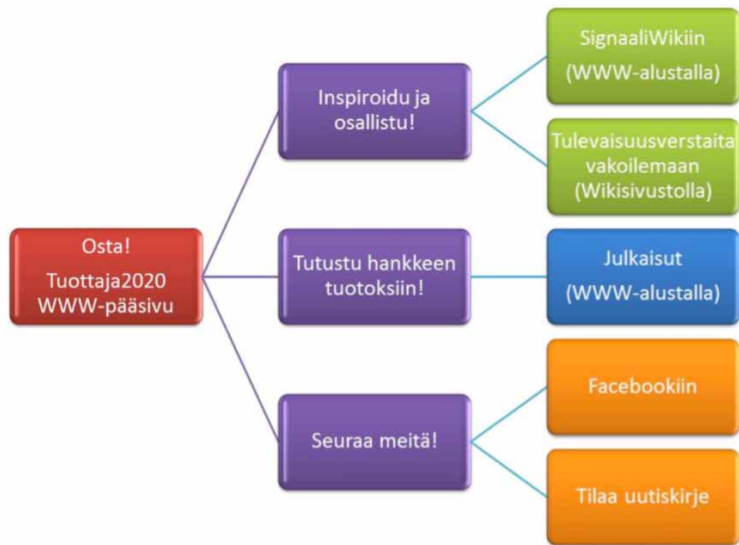 Osta!
Tuottaja2020
WWW-pääsivu
Inspiroidu ja
osallistu!
SignaaliWikiin
(WWW-alustalla)
Tulevaisuusverstaita
vakoilemaan
(Wikisivustolla)
Tutustu hankkeen
tuotoksiin!
Julkaisut
(WWW-alustalla)
Seuraa meitä!
Facebookiin
Tilaa uutiskirje